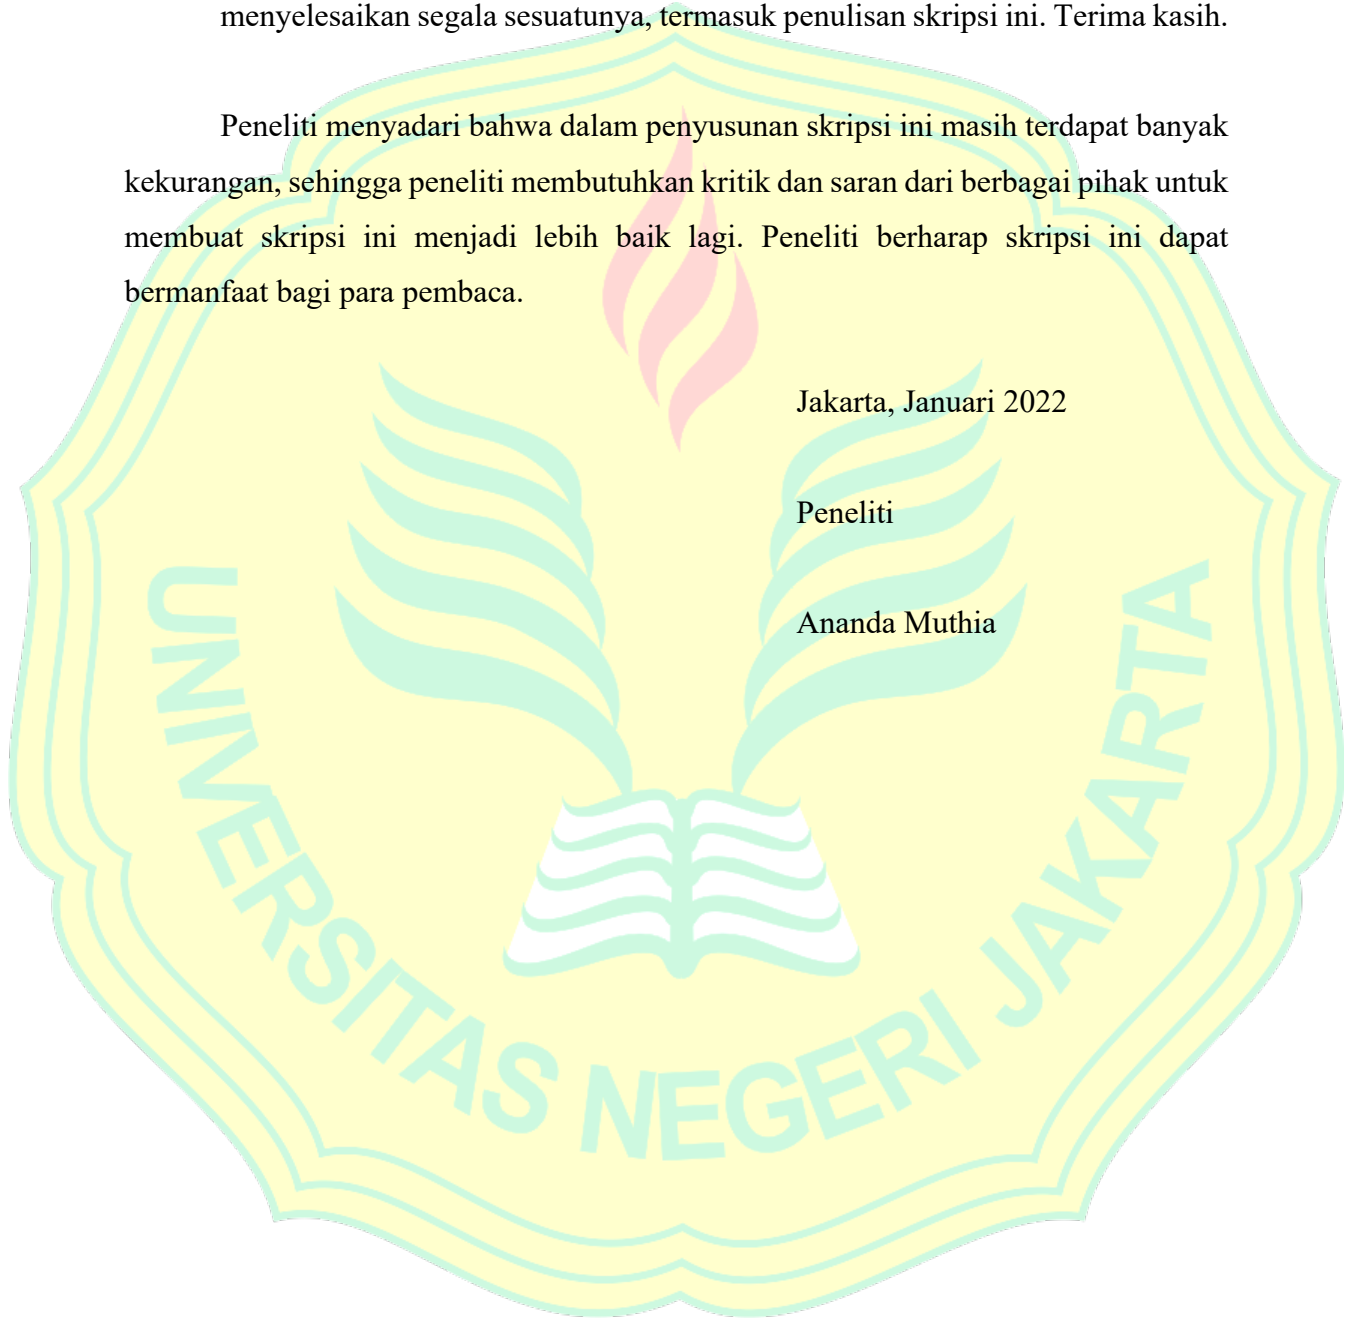 menyelesaikan segala sesuatunya, termasuk penulisan skripsi ini. Terima kasih.
Peneliti menyadari bahwa dalam penyusunan skripsi ini masih terdapat banyak
kekurangan, sehingga peneliti membutuhkan kritik dan saran dari berbagai pihak untuk
membuat skripsi ini menjadi lebih baik lagi. Peneliti berharap skripsi ini dapat
bermanfaat bagi para pembaca.
Jakarta, Januari 2022
Peneliti
Ananda Muthia
UNIVERSITAS NEGERI JAKARTA